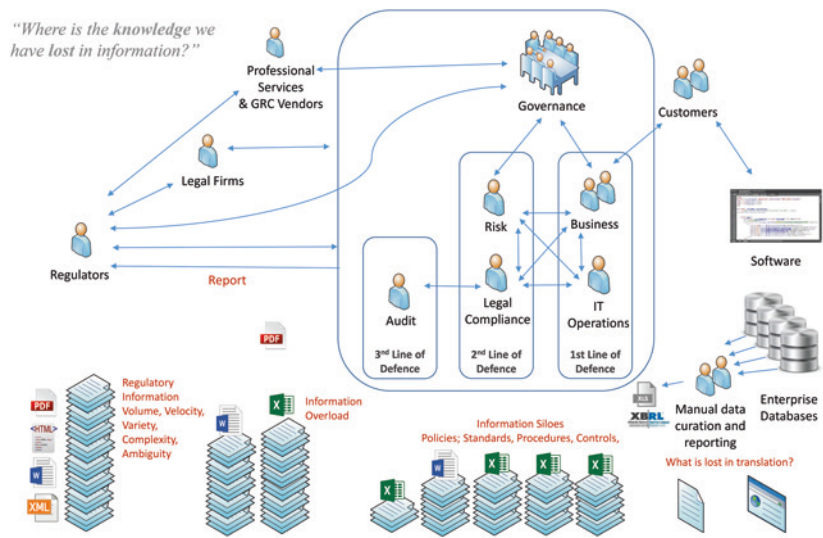 “Where is the knowledge we
have lost in information?”
Professional
Services
& GRC Vendors
Governance
Customers
Legal Firms
Risk
Business
Regulators
Software
Report
Audit
Legal
Compliance
IT
Operations
3nd Line of
Defence
2nd Line of
Defence
1st Line of
Defence
PDF
Regulatory
Information
Volume, Velocity,
Variety,
Complexity,
Ambiguity
PDF
<HTML>
W
XML
W
X
Information
Overload
Information Siloes
Policies; Standards, Procedures, Controls,
X
W
X
X
X
XLS
XBRL
Manual data
curation and
reporting
Enterprise
Databases
What is lost in translation?